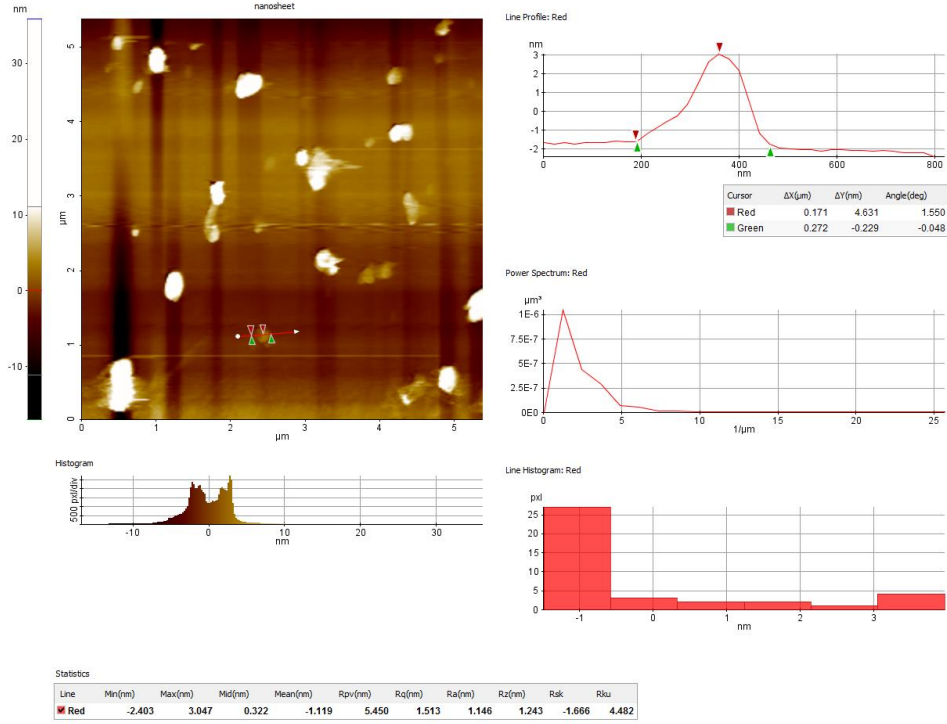 nm
nanosheet
30
20
10
0
-10
5
4
3
2
1
0
μm
0 1 2 3 4 5
μm
Histogram
500 pxl/div
-10 0 10 20 30
nm
Line Profile: Red
nm
3
2
1
0
-1
-2
0 200 400 600 800
nm
Cursor ΔX(μm) ΔY(nm) Angle(deg)
Red 0.171 4.631 1.550
Green 0.272 -0.229 -0.048
Power Spectrum: Red
μm³
1E-6
7.5E-7
5E-7
2.5E-7
0E0
0 5 10 15 20 25
1/μm
Line Histogram: Red
pxl
25
20
15
10
5
0
-1 0 1 2 3
nm
Statistics
Line Min(nm) Max(nm) Mid(nm) Mean(nm) Rpv(nm) Rq(nm) Ra(nm) Rz(nm) Rsk Rku
Red -2.403 3.047 0.322 -1.119 5.450 1.513 1.146 1.243 -1.666 4.482